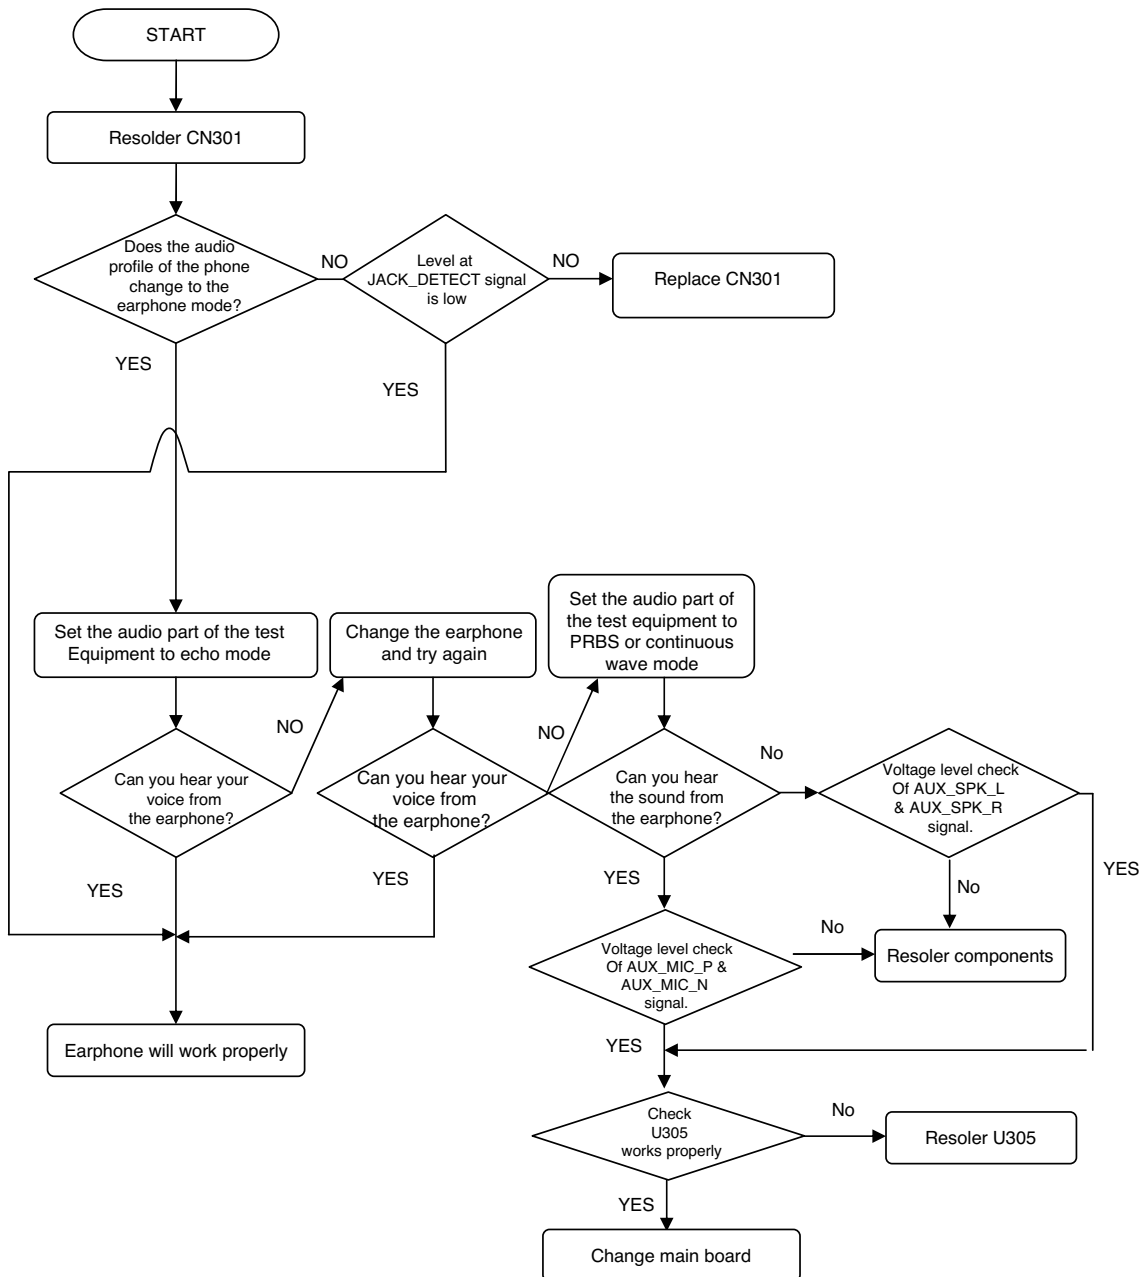 START
Resolder CN301
Does the audio
profile of the phone
change to the
earphone mode?
NO
Level at
JACK_DETECT signal
is low
NO
Replace CN301
YES
YES
Set the audio part of the test
Equipment to echo mode
Change the earphone
and try again
Set the audio part of
the test equipment to
PRBS or continuous
wave mode
NO
NO
No
Can you hear your
voice from
the earphone?
Can you hear your
voice from
the earphone?
Can you hear
the sound from
the earphone?
Voltage level check
Of AUX_SPK_L
& AUX_SPK_R
signal.
YES
YES
YES
YES
No
Voltage level check
Of AUX_MIC_P &
AUX_MIC_N
signal.
No
Resoler components
Earphone will work properly
YES
Check
U305
works properly
No
Resoler U305
YES
Change main board